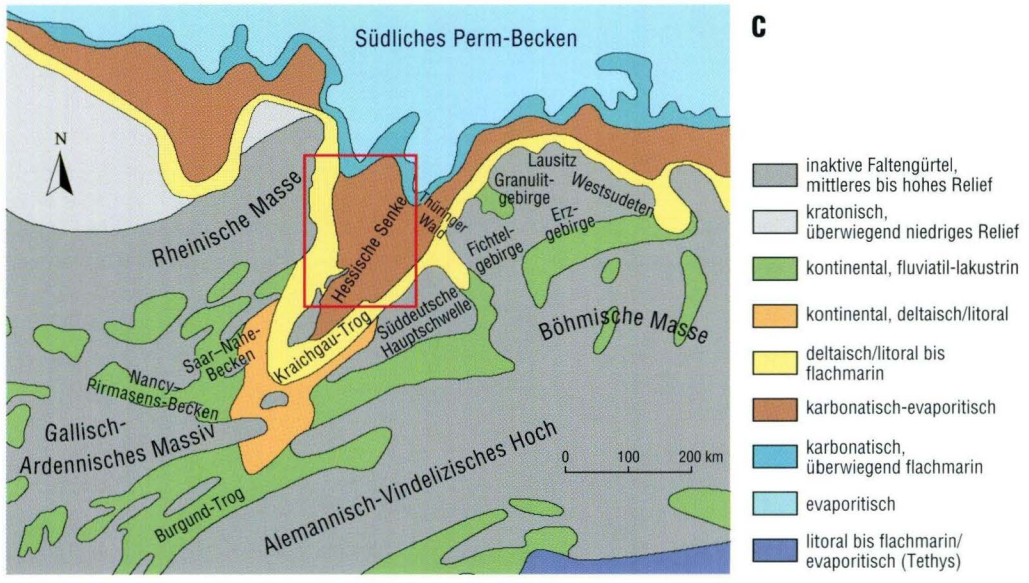 C
Südliches Perm-Becken
N
Rheinische Masse
Hessische Senke
Thüringer
Wald
Lausitz
Granulit-
gebirge
Westsudeten
Erz-
gebirge
Fichtel-
gebirge
Süddeutsche
Hauptschwelle
Böhmische Masse
Kraichgau-Trog
Saar–Nahe-
Becken
Nancy-
Pirmasens-Becken
Gallisch-
Ardennisches Massiv
Burgund-Trog
Alemannisch-Vindelizisches Hoch
0 100 200 km
inaktive Faltengürtel,
mittleres bis hohes Relief
kratonisch,
überwiegend niedriges Relief
kontinental, fluviatil-lakustrin
kontinental, deltaisch/litoral
deltaisch/litoral bis
flachmarin
karbonatisch-evaporitisch
karbonatisch,
überwiegend flachmarin
evaporitisch
litoral bis flachmarin/
evaporitisch (Tethys)